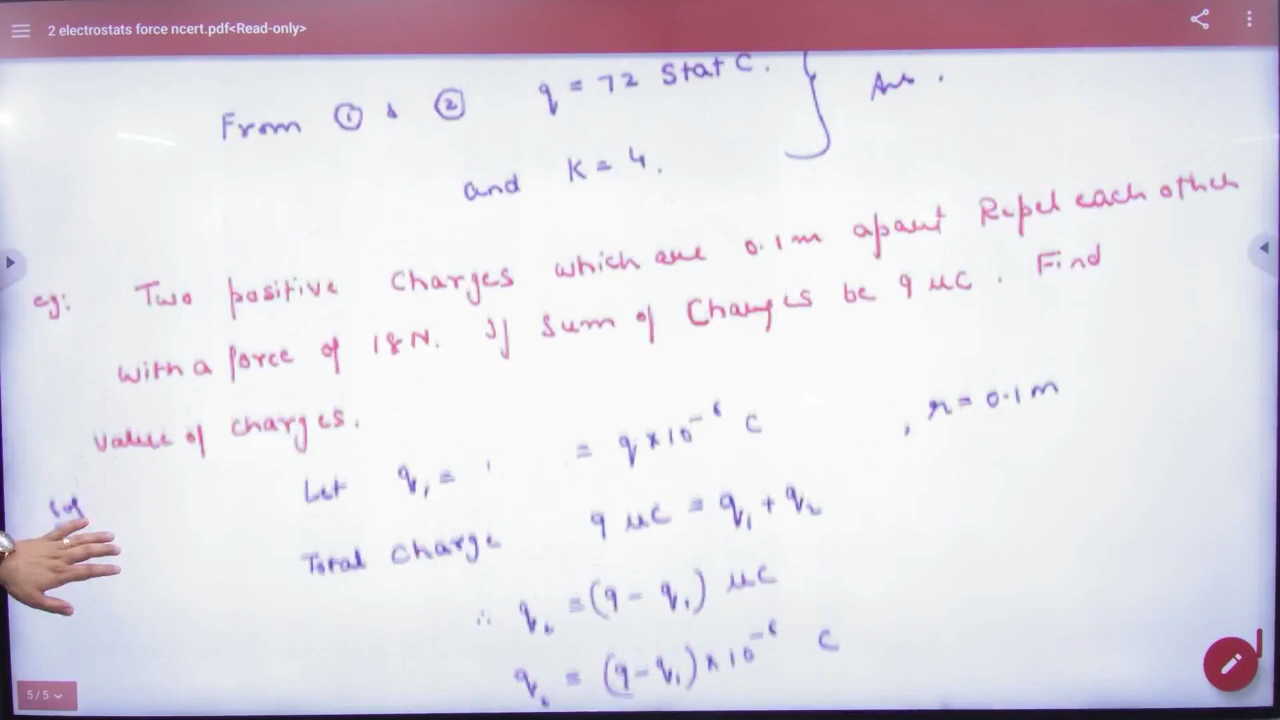 2 electrostats force ncert.pdf<Read-only>
From ① & ② q = 72 Stat C. } Ans.
and K = 4.
eg: Two positive Charges which are 0.1m apart Repel each other
with a force of 18N. If Sum of Charges be 9 μC. Find
value of charges.
Sol Let q₁ = = q × 10⁻⁶ C , r = 0.1m
Total charge 9 μC = q₁ + q₂
∴ q₂ = (9 - q₁) μC
q₂ = (9-q₁) × 10⁻⁶ C
5 / 5